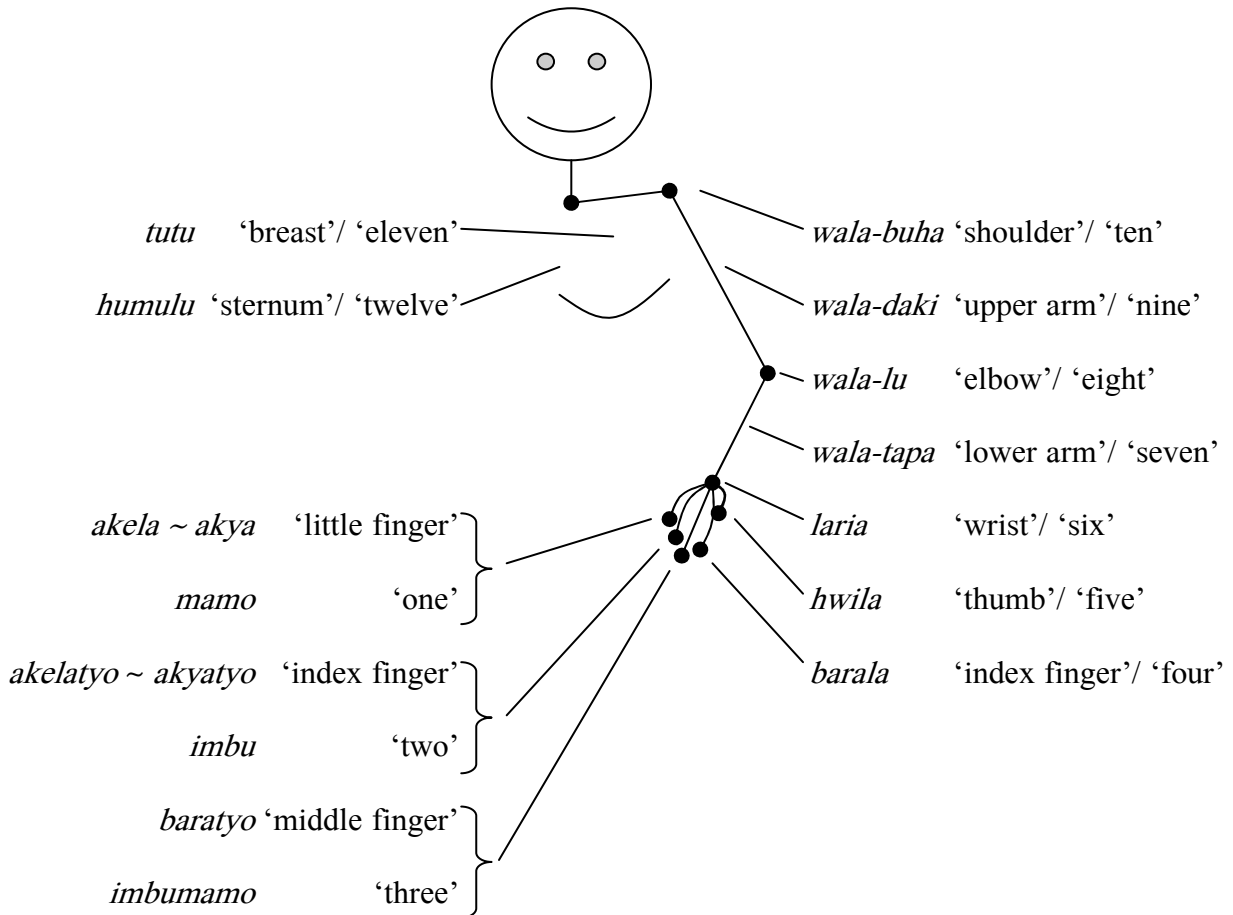 tutu ‘breast’/ ‘eleven’
wala-buha ‘shoulder’/ ‘ten’
humulu ‘sternum’/ ‘twelve’
wala-daki ‘upper arm’/ ‘nine’
wala-lu ‘elbow’/ ‘eight’
wala-tapa ‘lower arm’/ ‘seven’
akela ~ akya ‘little finger’
laria ‘wrist’/ ‘six’
mamo ‘one’
hwila ‘thumb’/ ‘five’
akelatyo ~ akyatyo ‘index finger’
barala ‘index finger’/ ‘four’
imbu ‘two’
baratyo ‘middle finger’
imbumamo ‘three’